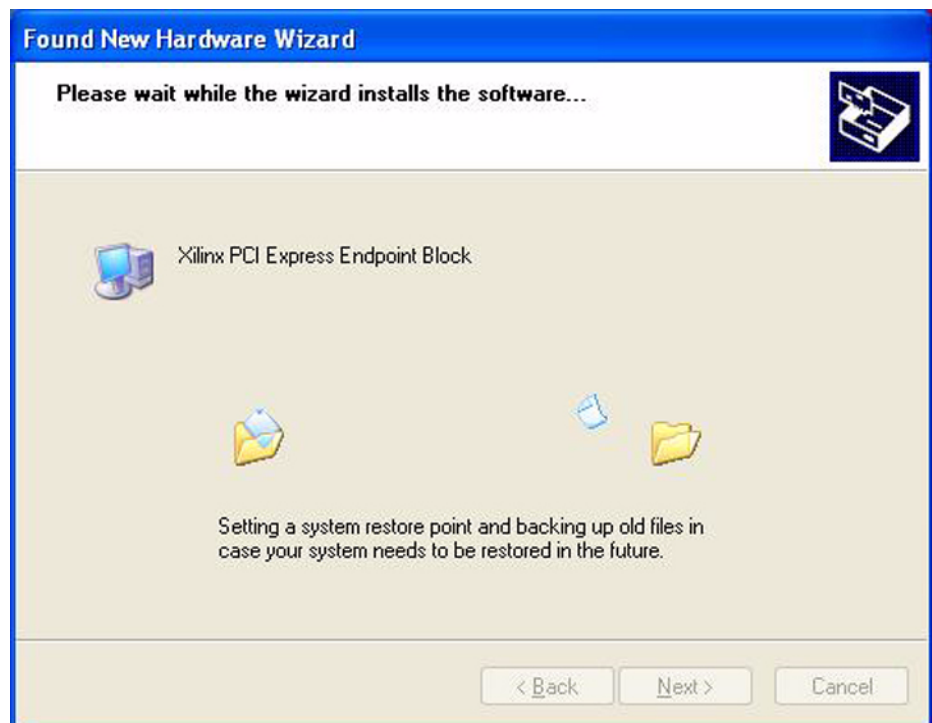 Found New Hardware Wizard
Please wait while the wizard installs the software...
Xilinx PCI Express Endpoint Block
Setting a system restore point and backing up old files in
case your system needs to be restored in the future.
< Back
Next >
Cancel